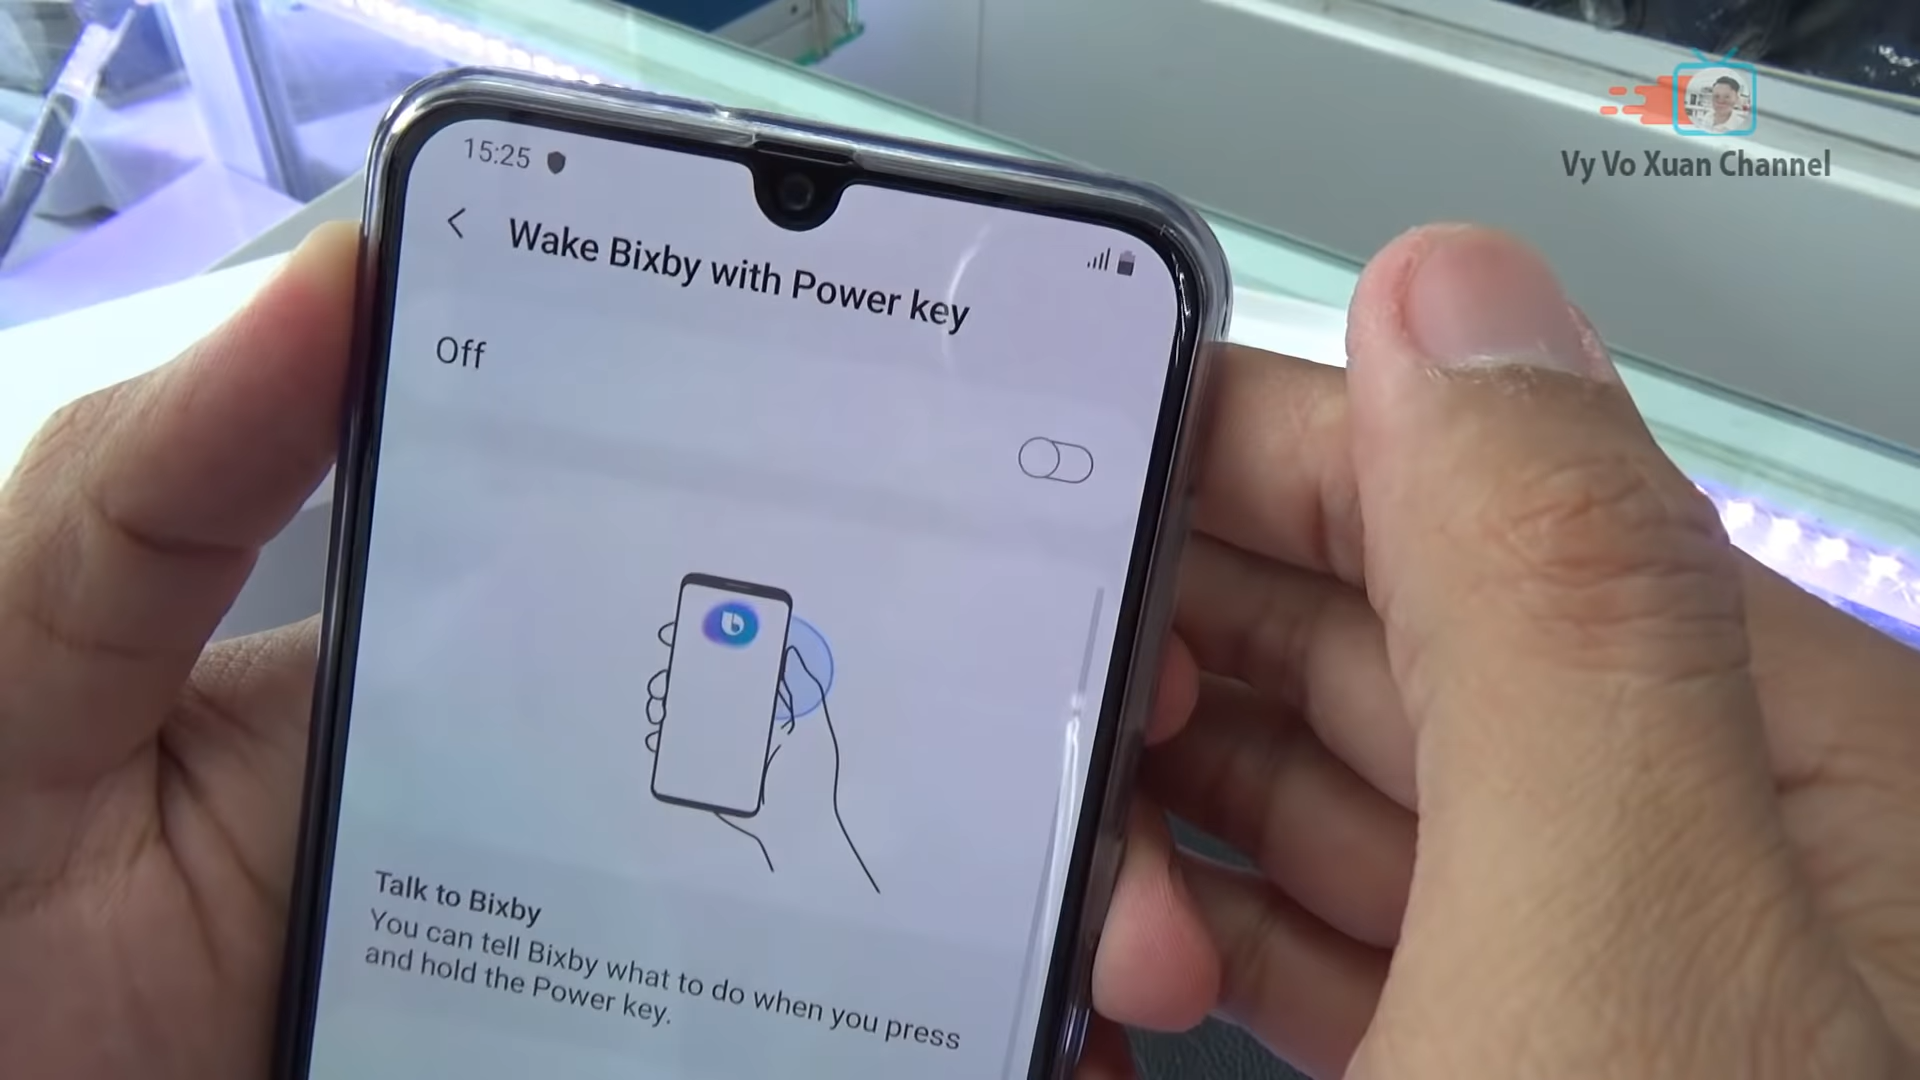 Vy Vo Xuan Channel
15:25
Wake Bixby with Power key
Off
Talk to Bixby
You can tell Bixby what to do when you press
and hold the Power key.